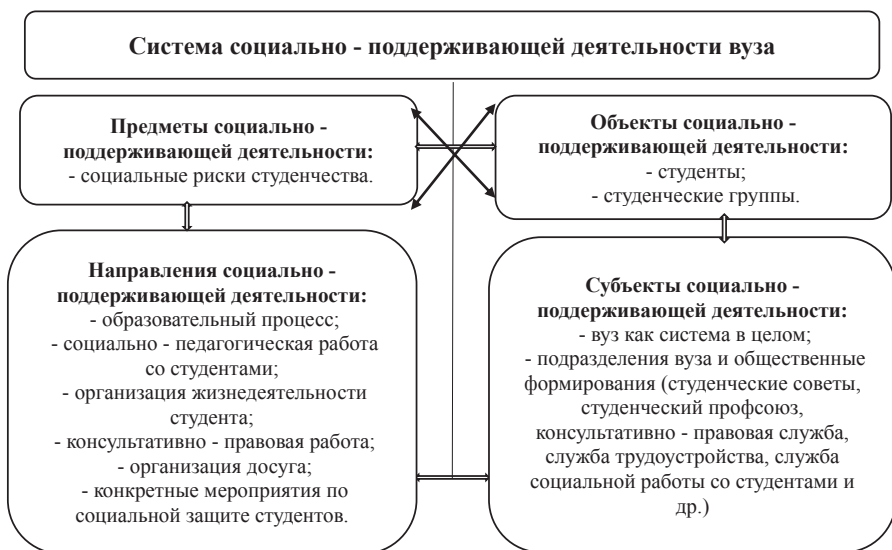 Система социально - поддерживающей деятельности вуза
Предметы социально -
поддерживающей деятельности:
- социальные риски студенчества.
Объекты социально -
поддерживающей деятельности:
- студенты;
- студенческие группы.
Направления социально -
поддерживающей деятельности:
- образовательный процесс;
- социально - педагогическая работа
со студентами;
- организация жизнедеятельности
студента;
- консультативно - правовая работа;
- организация досуга;
- конкретные мероприятия по
социальной защите студентов.
Субъекты социально -
поддерживающей деятельности:
- вуз как система в целом;
- подразделения вуза и общественные
формирования (студенческие советы,
студенческий профсоюз,
консультативно - правовая служба,
служба трудоустройства, служба
социальной работы со студентами и
др.)